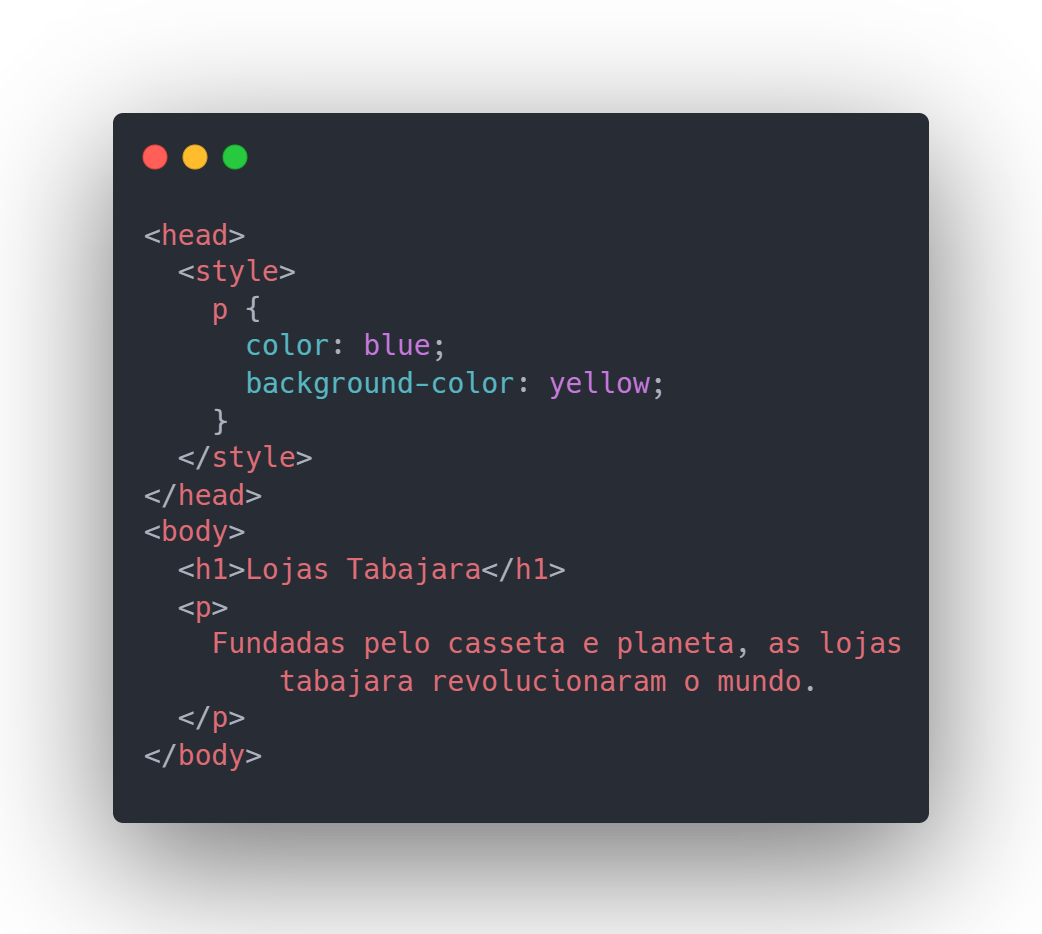 <head>
  <style>
    p {
      color: blue;
      background-color: yellow;
    }
  </style>
</head>
<body>
  <h1>Lojas Tabajara</h1>
  <p>
    Fundadas pelo casseta e planeta, as lojas
        tabajara revolucionaram o mundo.
  </p>
</body>